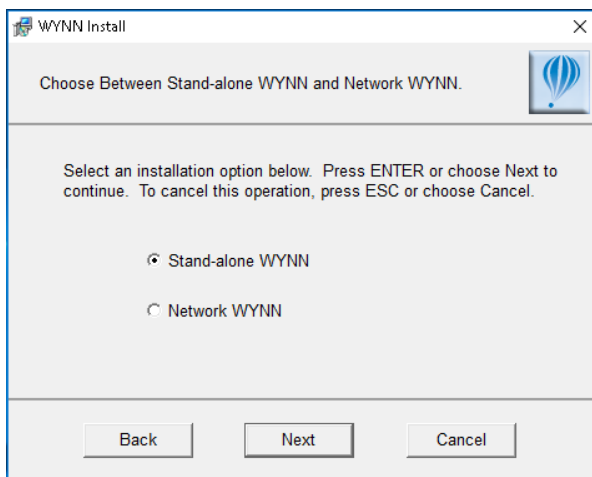 WYNN Install
Choose Between Stand-alone WYNN and Network WYNN.
Select an installation option below.  Press ENTER or choose Next to
continue.  To cancel this operation, press ESC or choose Cancel.
Stand-alone WYNN
Network WYNN
Back Next Cancel